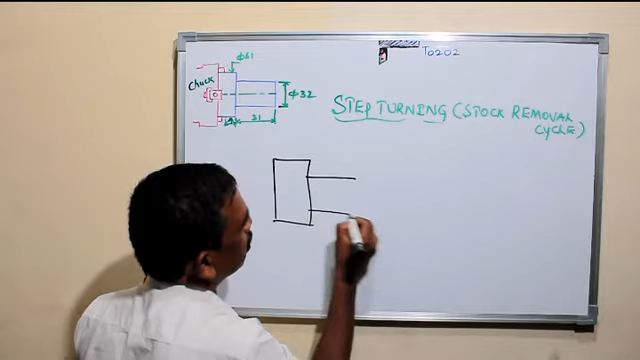 T0202
Φ61
Chuck
Φ32
31
STEP TURNING (STOCK REMOVAL
CYCLE)